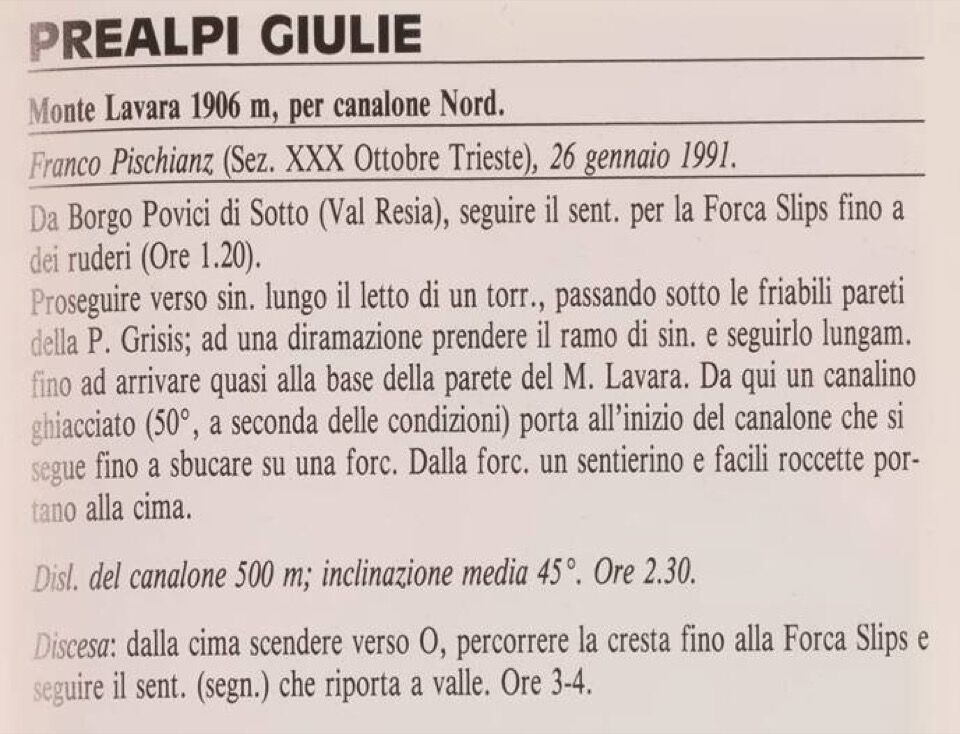 PREALPI GIULIE
Monte Lavara 1906 m, per canalone Nord.
Franco Pischianz (Sez. XXX Ottobre Trieste), 26 gennaio 1991.
Da Borgo Povici di Sotto (Val Resia), seguire il sent. per la Forca Slips fino a
dei ruderi (Ore 1.20).
Proseguire verso sin. lungo il letto di un torr., passando sotto le friabili pareti
della P. Grisis; ad una diramazione prendere il ramo di sin. e seguirlo lungam.
fino ad arrivare quasi alla base della parete del M. Lavara. Da qui un canalino
ghiacciato (50°, a seconda delle condizioni) porta all'inizio del canalone che si
segue fino a sbucare su una forc. Dalla forc. un sentierino e facili roccette por-
tano alla cima.
Disl. del canalone 500 m; inclinazione media 45°. Ore 2.30.
Discesa: dalla cima scendere verso O, percorrere la cresta fino alla Forca Slips e
seguire il sent. (segn.) che riporta a valle. Ore 3-4.